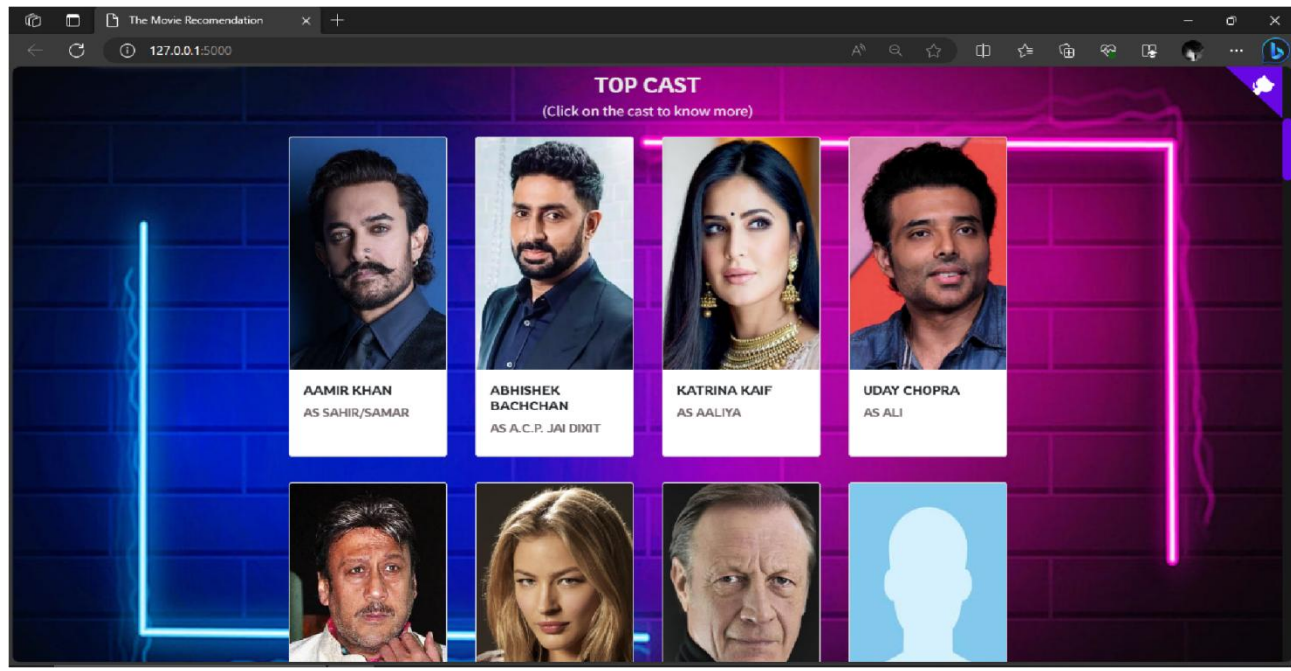 The Movie Recomendation
127.0.0.1:5000
TOP CAST
(Click on the cast to know more)
AAMIR KHAN
AS SAHIR/SAMAR
ABHISHEK
BACHCHAN
AS A.C.P. JAI DIXIT
KATRINA KAIF
AS AALIYA
UDAY CHOPRA
AS ALI